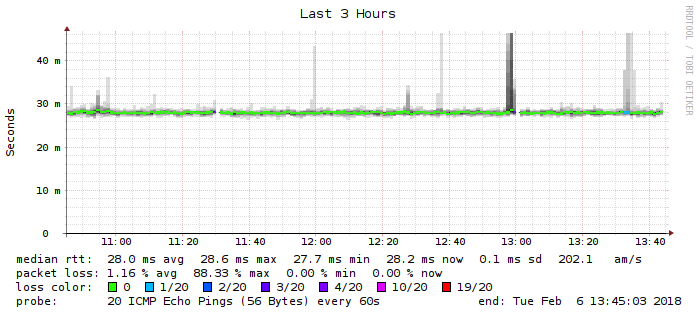 Last 3 Hours
RRDTOOL / TOBI OETIKER
Seconds
40 m
30 m
20 m
10 m
0
11:00 11:20 11:40 12:00 12:20 12:40 13:00 13:20 13:40
median rtt: 28.0 ms avg 28.6 ms max 27.7 ms min 28.2 ms now 0.1 ms sd 202.1 am/s
packet loss: 1.16 % avg 88.33 % max 0.00 % min 0.00 % now
loss color: 0 1/20 2/20 3/20 4/20 10/20 19/20
probe: 20 ICMP Echo Pings (56 Bytes) every 60s end: Tue Feb 6 13:45:03 2018